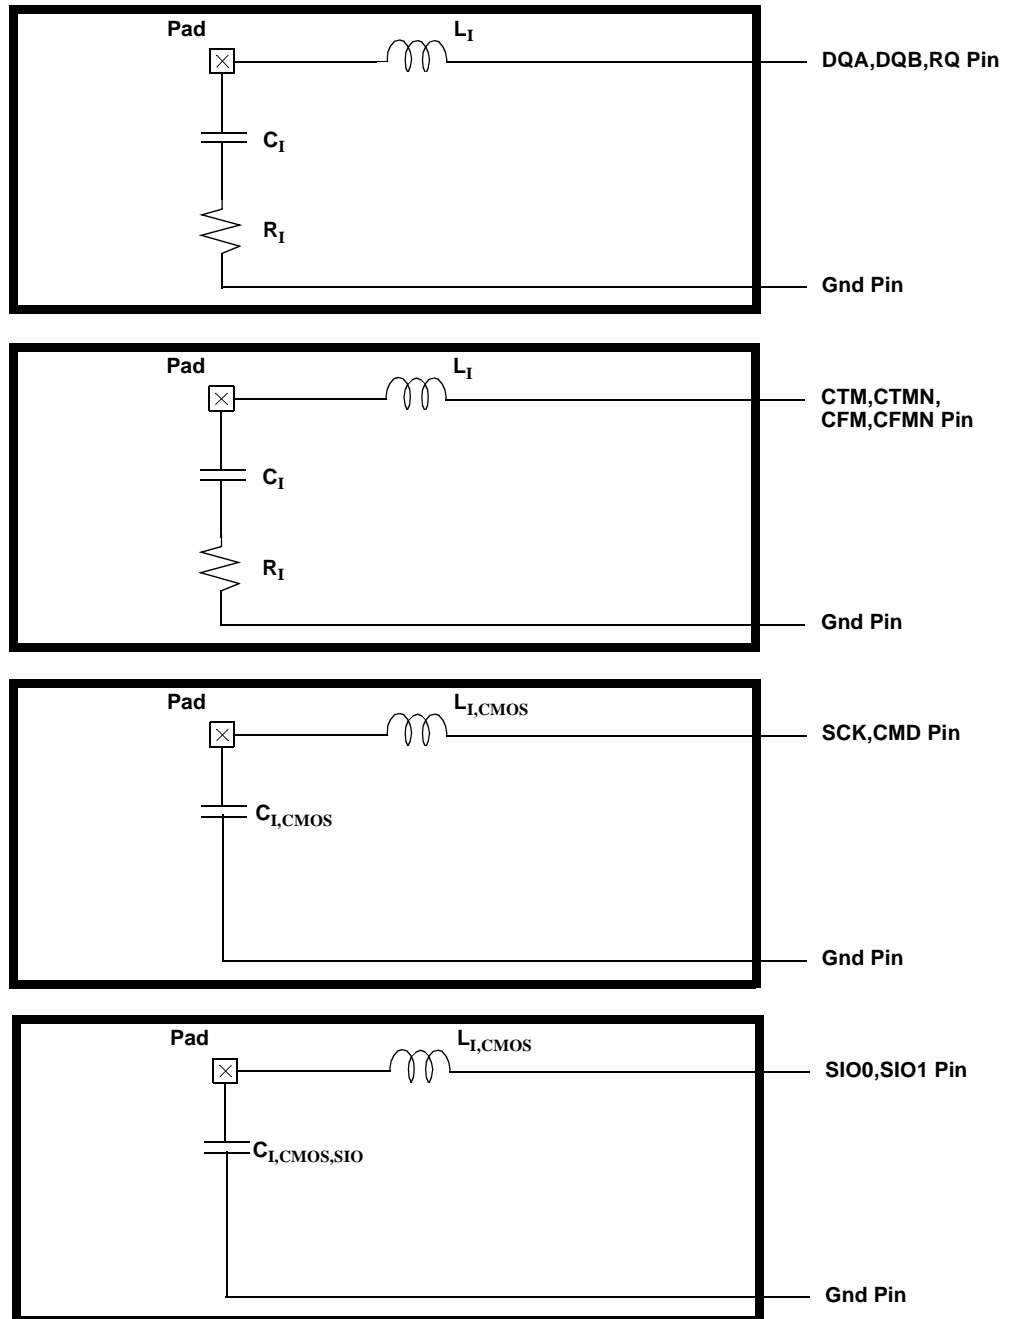 Pad
L_I
DQA,DQB,RQ Pin
C_I
R_I
Gnd Pin
Pad
L_I
CTM,CTMN,
CFM,CFMN Pin
C_I
R_I
Gnd Pin
Pad
L_I,CMOS
SCK,CMD Pin
C_I,CMOS
Gnd Pin
Pad
L_I,CMOS
SIO0,SIO1 Pin
C_I,CMOS,SIO
Gnd Pin